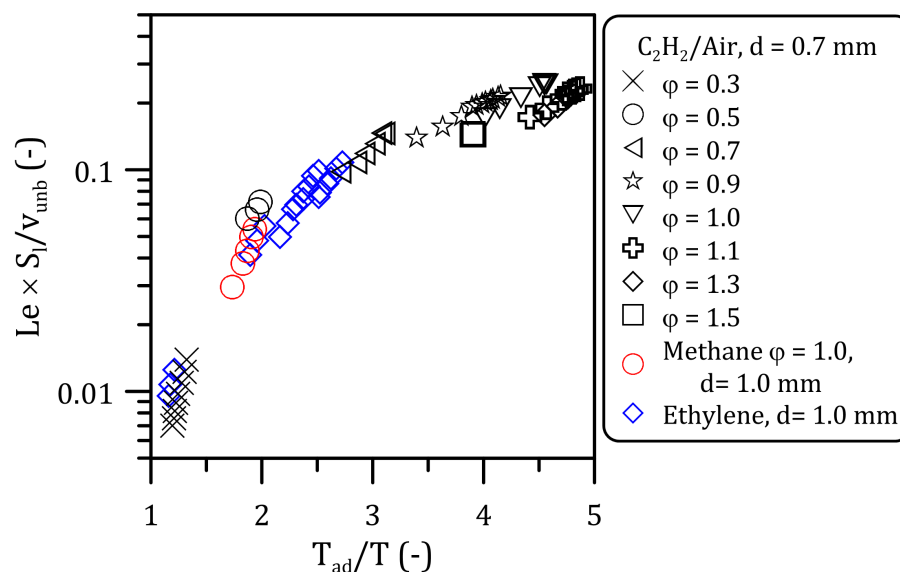 C₂H₂/Air, d = 0.7 mm
φ = 0.3
φ = 0.5
φ = 0.7
φ = 0.9
φ = 1.0
φ = 1.1
φ = 1.3
φ = 1.5
Methane φ = 1.0,
d= 1.0 mm
Ethylene, d= 1.0 mm
Le × Sₗ/vᵤₙb (-)
0.1
0.01
1 2 3 4 5
T_ad/T (-)